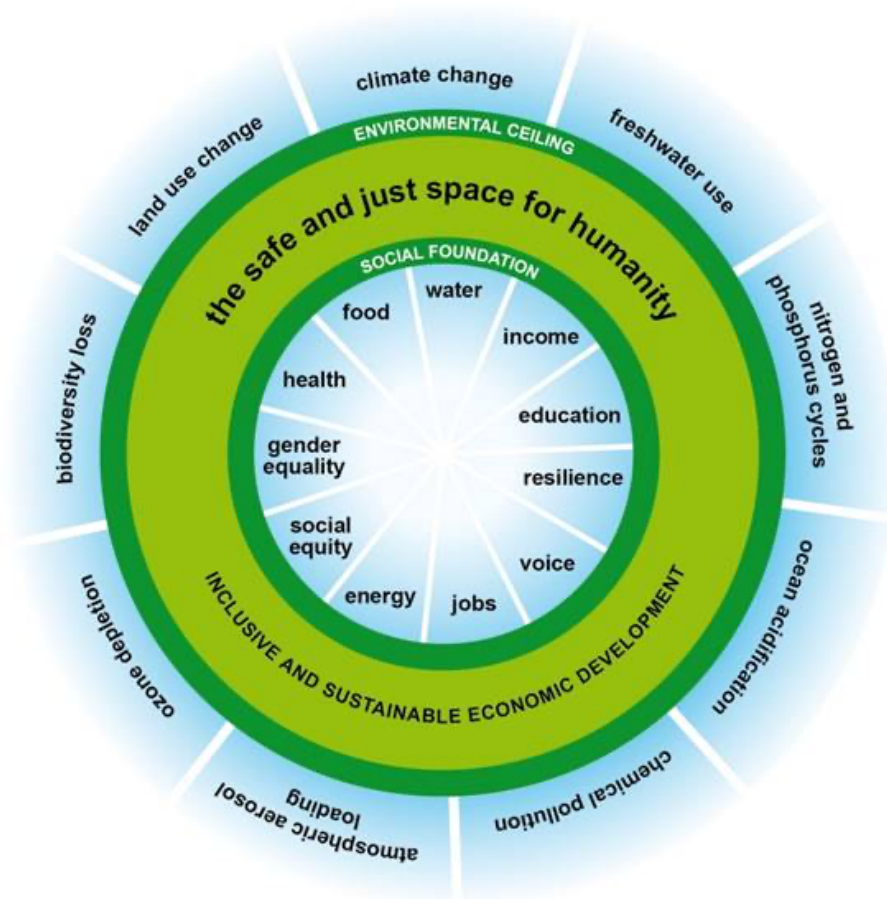 climate change
freshwater use
nitrogen and
phosphorus cycles
ocean acidification
chemical pollution
atmospheric aerosol
loading
ozone depletion
biodiversity loss
land use change
ENVIRONMENTAL CEILING
the safe and just space for humanity
SOCIAL FOUNDATION
water
income
education
resilience
voice
jobs
energy
social
equity
gender
equality
health
food
INCLUSIVE AND SUSTAINABLE ECONOMIC DEVELOPMENT